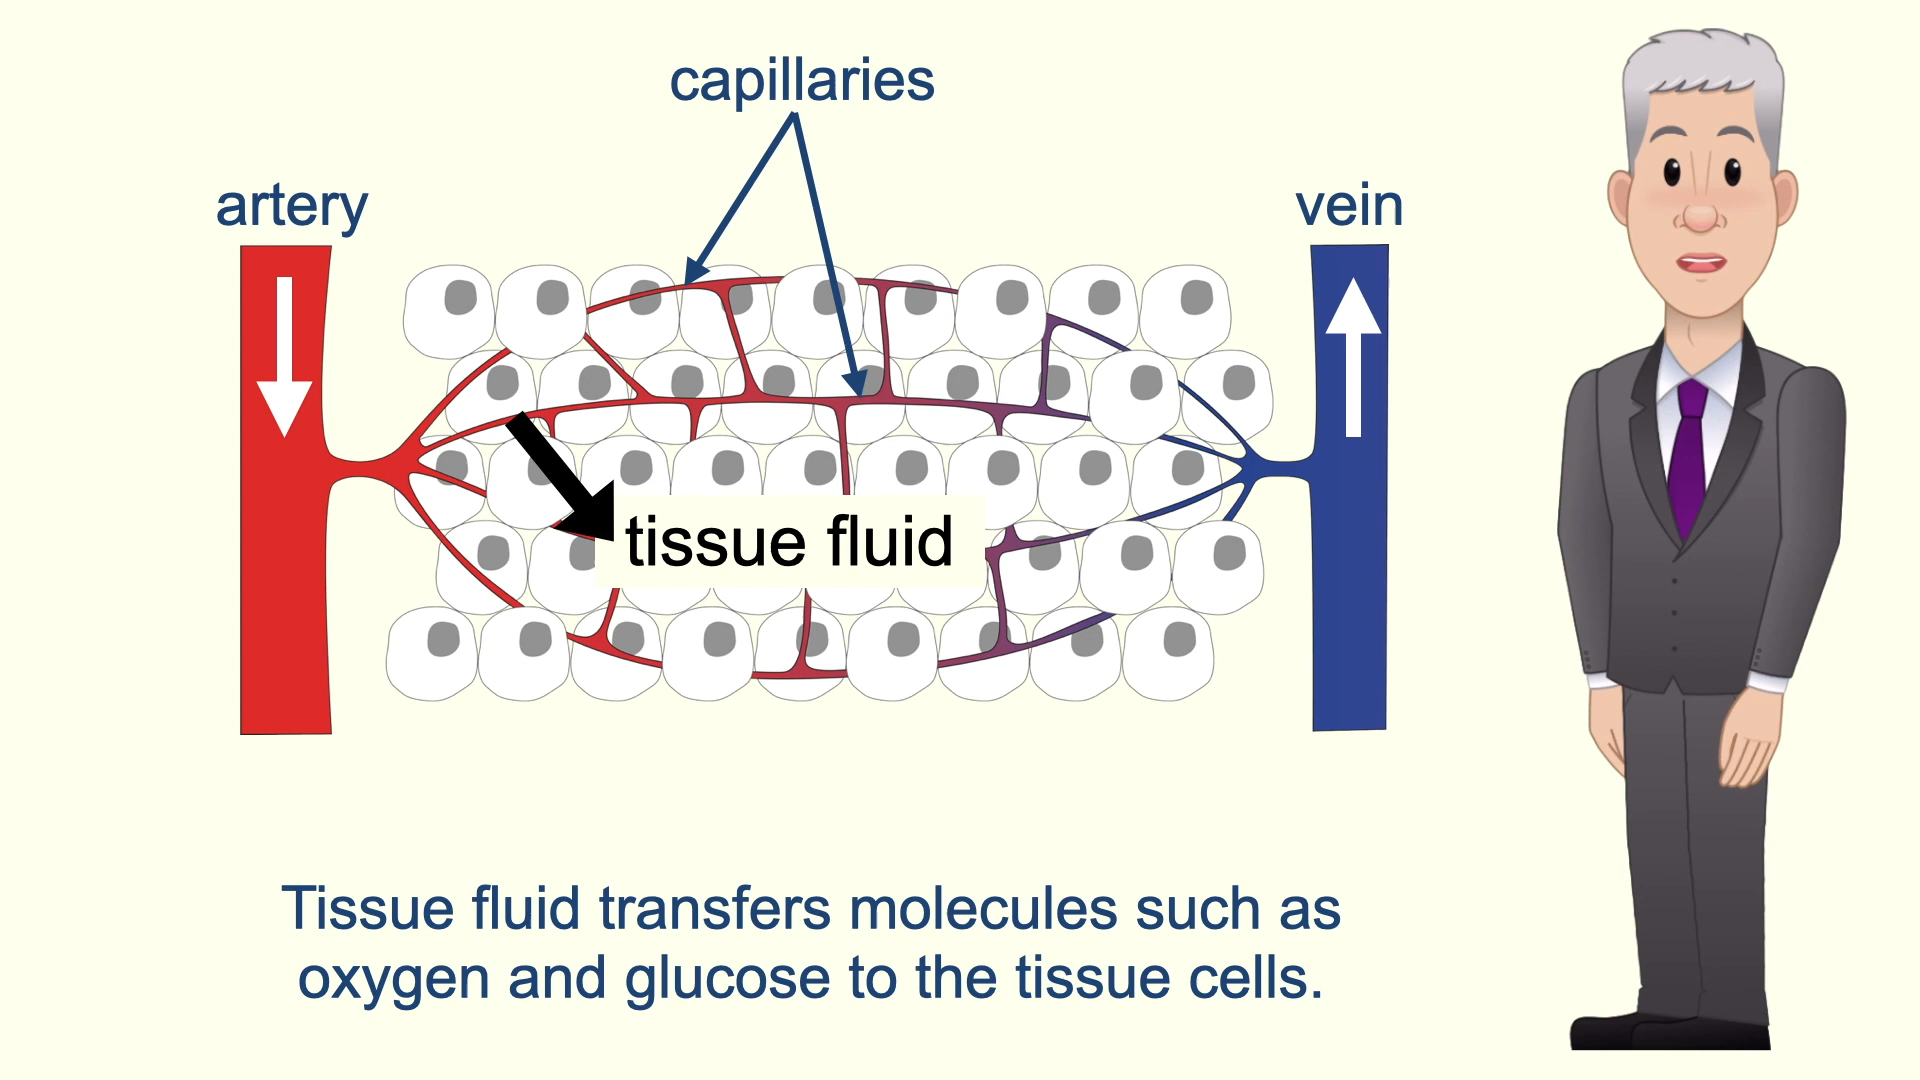 capillaries
artery
vein
tissue fluid
Tissue fluid transfers molecules such as
oxygen and glucose to the tissue cells.